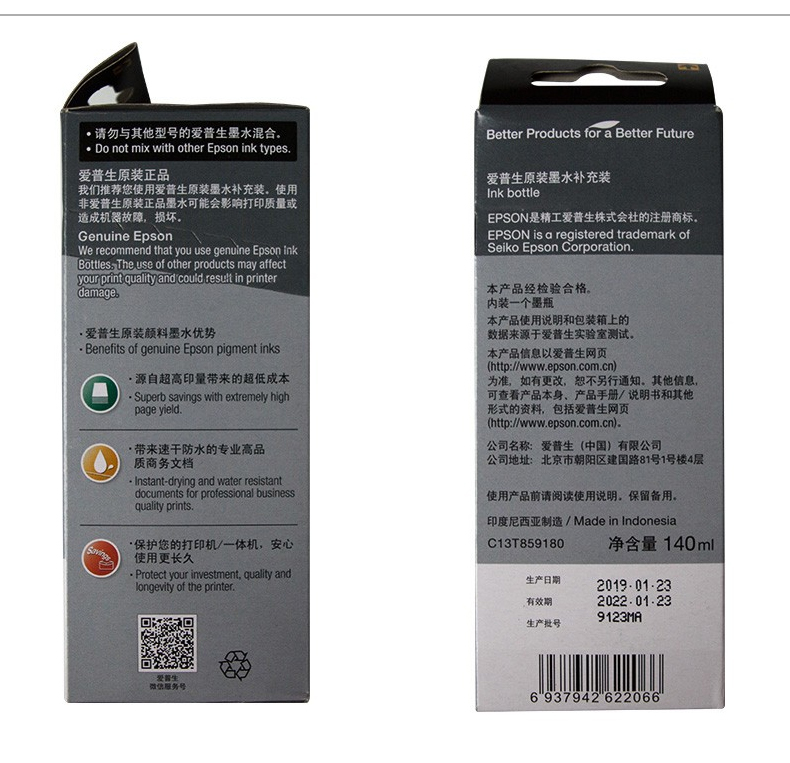 • 请勿与其他型号的爱普生墨水混合。
• Do not mix with other Epson ink types.
爱普生原装正品
我们推荐您使用爱普生原装墨水补充装。使用
非爱普生原装正品墨水可能会影响打印质量或
造成机器故障，损坏。
Genuine Epson
We recommend that you use genuine Epson Ink
Bottles. The use of other products may affect
your print quality and could result in printer
damage.
· 爱普生原装颜料墨水优势
· Benefits of genuine Epson pigment inks
· 源自超高印量带来的超低成本
· Superb savings with extremely high
page yield.
· 带来速干防水的专业高品
质商务文档
· Instant-drying and water resistant
documents for professional business
quality prints.
Savings
· 保护您的打印机/一体机，安心
使用更长久
· Protect your investment, quality and
longevity of the printer.
爱普生
微信服务号
Better Products for a Better Future
爱普生原装墨水补充装
Ink bottle
EPSON是精工爱普生株式会社的注册商标。
EPSON is a registered trademark of
Seiko Epson Corporation.
本产品经检验合格。
内装一个墨瓶
本产品使用说明和包装箱上的
数据来源于爱普生实验室测试。
本产品信息以爱普生网页
(http://www.epson.com.cn)
为准，如有更改，恕不另行通知。其他信息，
可查看产品本身、产品手册/ 说明书和其他
形式的资料，包括爱普生网页
(http://www.epson.com.cn)。
公司名称： 爱普生（中国）有限公司
公司地址： 北京市朝阳区建国路81号1号楼4层
使用产品前请阅读使用说明。保留备用。
印度尼西亚制造 / Made in Indonesia
C13T859180 净含量 140ml
生产日期 2019·01·23
有效期 2022·01·23
生产批号 9123MA
6 937942 622066